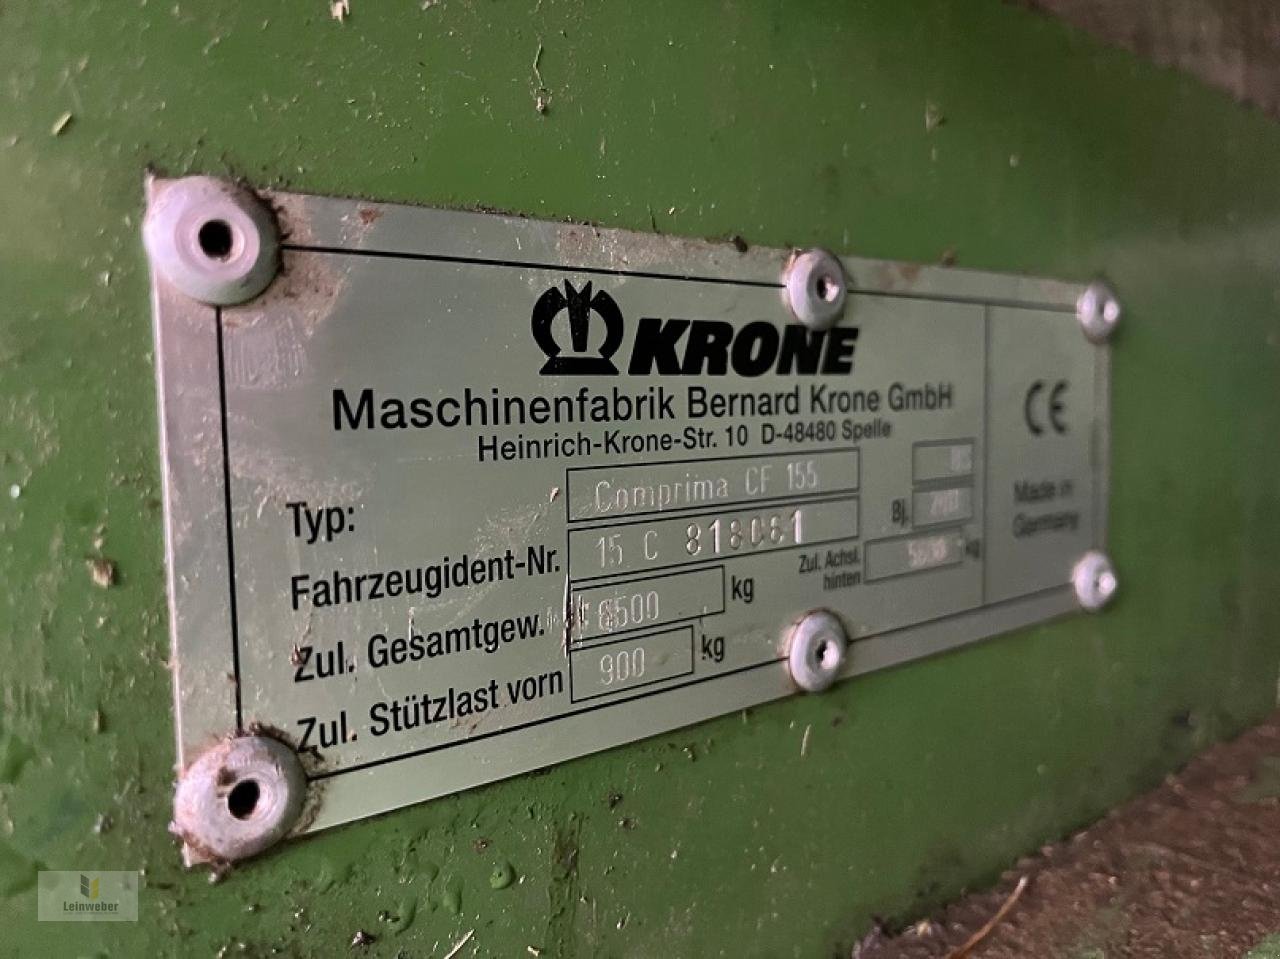 KRONE
Maschinenfabrik Bernard Krone GmbH
Heinrich-Krone-Str. 10 D-48480 Spelle
Typ: Comprima CF 155
Fahrzeugident-Nr. 15 C Bj.
Zul. Gesamtgew. 6500 kg Zul. Achsl. hinten kg
Zul. Stützlast vorn 900 kg
CE
Made in
Germany
Leinweber